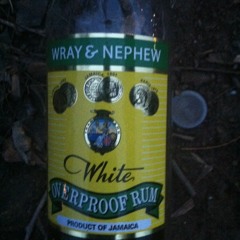 WRAY & NEPHEW
White
OVERPROOF RUM
PRODUCT OF JAMAICA